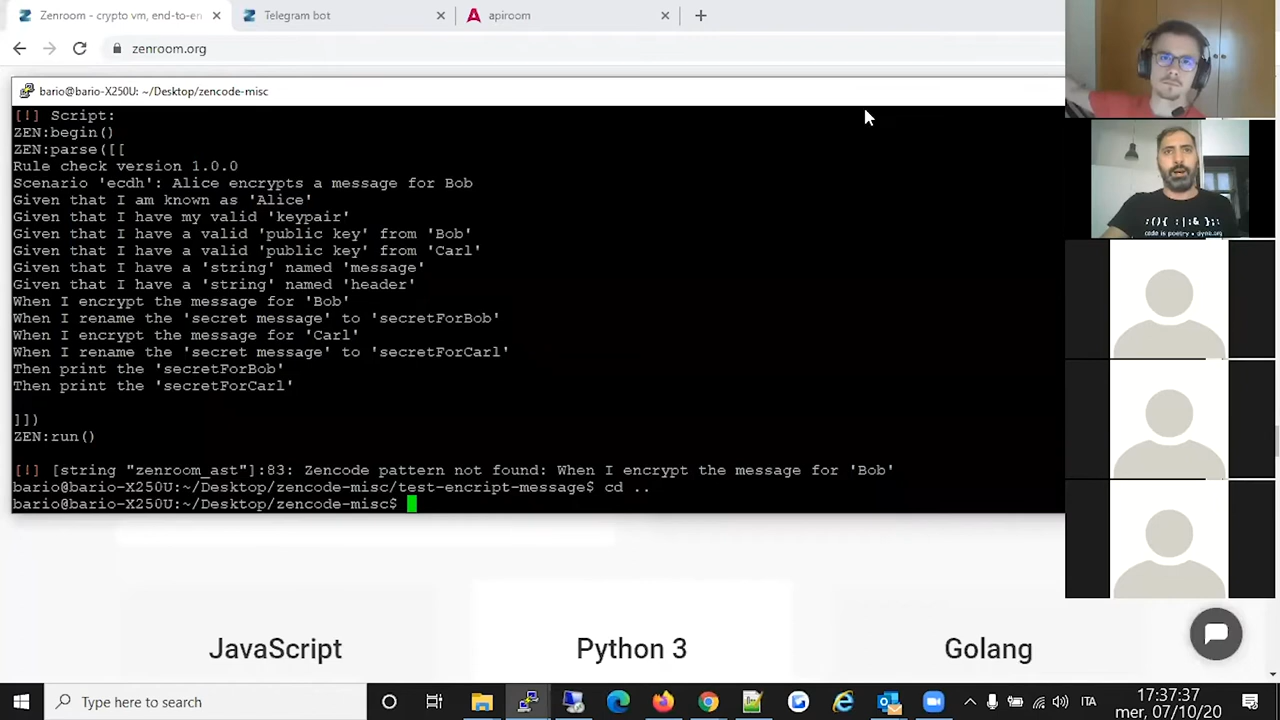 Zenroom - crypto vm, end-to-en
Telegram bot
apiroom
zenroom.org
bario@bario-X250U: ~/Desktop/zencode-misc
[!] Script:
ZEN:begin()
ZEN:parse([[
Rule check version 1.0.0
Scenario 'ecdh': Alice encrypts a message for Bob
Given that I am known as 'Alice'
Given that I have my valid 'keypair'
Given that I have a valid 'public key' from 'Bob'
Given that I have a valid 'public key' from 'Carl'
Given that I have a 'string' named 'message'
Given that I have a 'string' named 'header'
When I encrypt the message for 'Bob'
When I rename the 'secret message' to 'secretForBob'
When I encrypt the message for 'Carl'
When I rename the 'secret message' to 'secretForCarl'
Then print the 'secretForBob'
Then print the 'secretForCarl'
]])
ZEN:run()
[!] [string "zenroom_ast"]:83: Zencode pattern not found: When I encrypt the message for 'Bob'
bario@bario-X250U:~/Desktop/zencode-misc/test-encript-message$ cd ..
bario@bario-X250U:~/Desktop/zencode-misc$
:(){ :|:& };:
code is poetry • dyne.org
JavaScript
Python 3
Golang
Type here to search
ITA
17:37:37
mer, 07/10/20